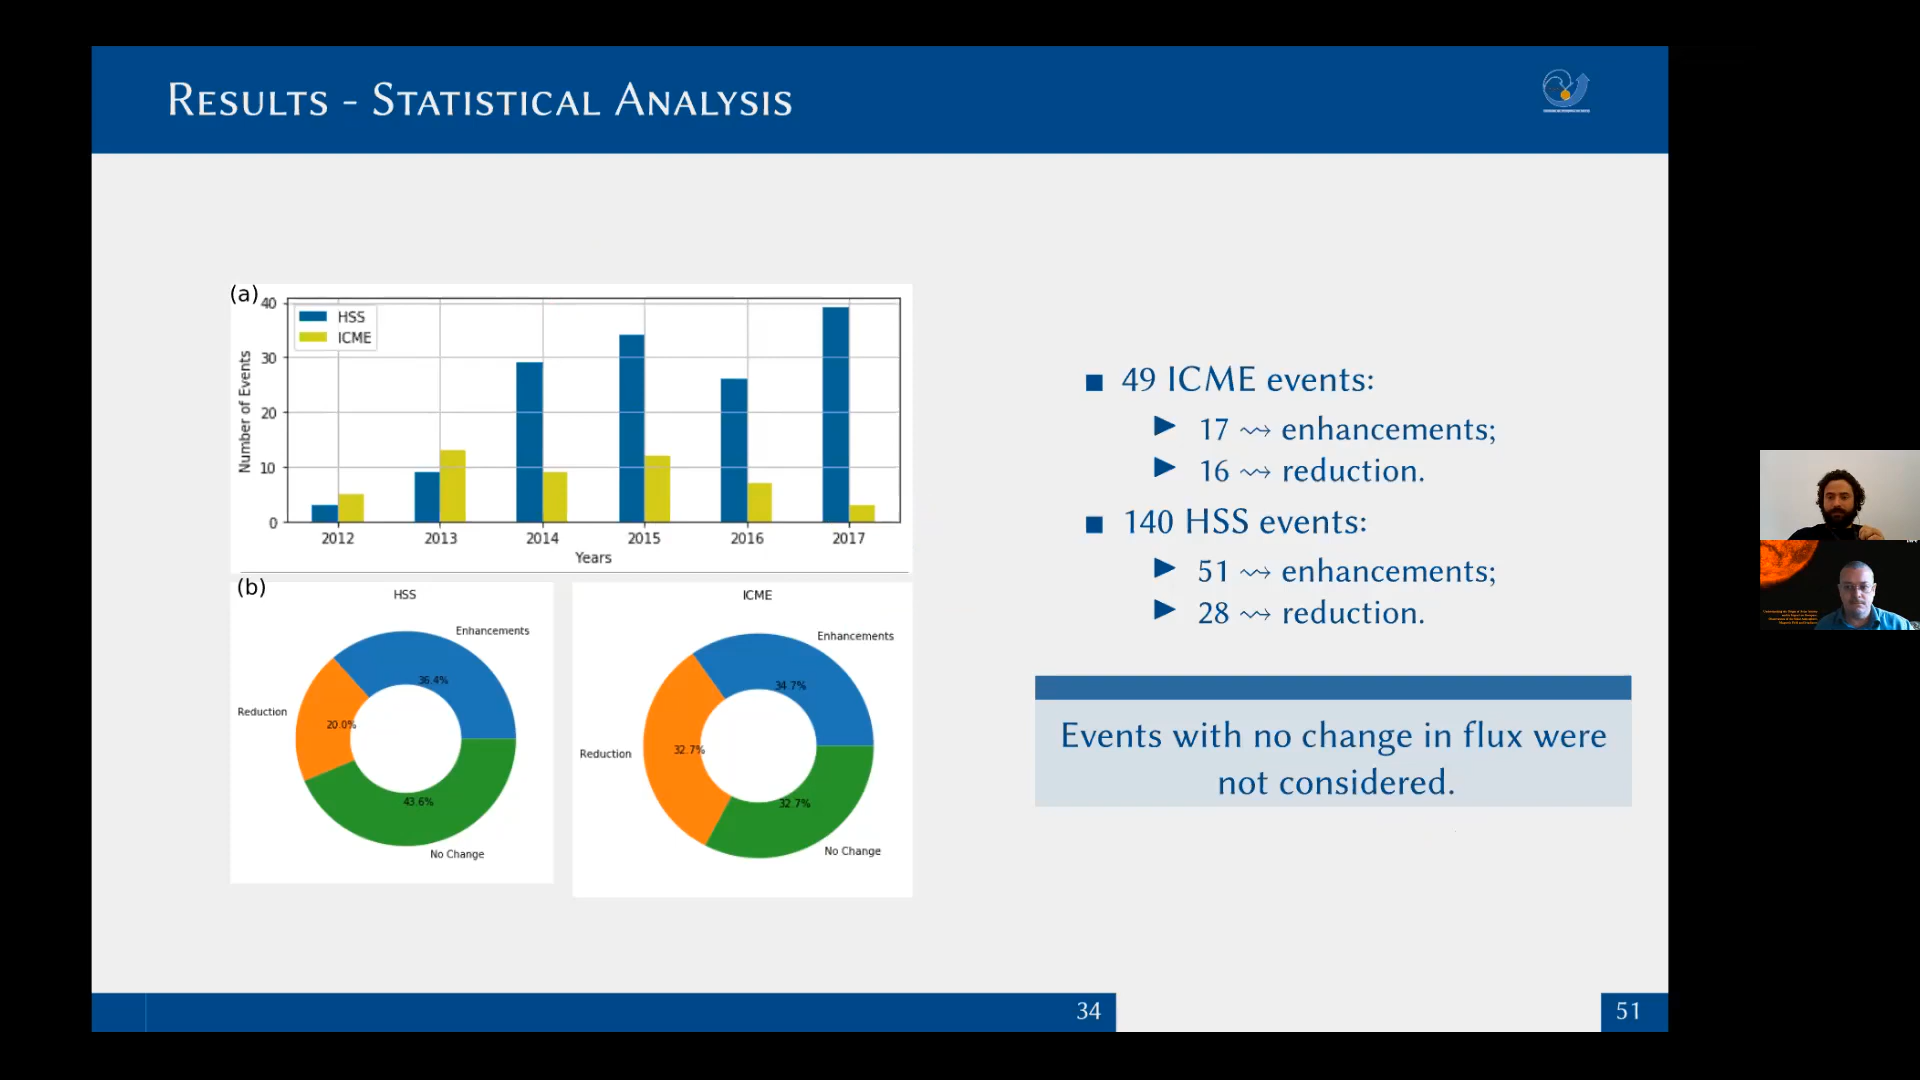 Results - Statistical Analysis
(a)
40
30
20
10
0
Number of Events
HSS
ICME
2012 2013 2014 2015 2016 2017
Years
(b)
HSS
Enhancements
36.4%
Reduction
20.0%
43.6%
No Change
ICME
Enhancements
34.7%
Reduction
32.7%
32.7%
No Change
■ 49 ICME events:
▶ 17 ⤳ enhancements;
▶ 16 ⤳ reduction.
■ 140 HSS events:
▶ 51 ⤳ enhancements;
▶ 28 ⤳ reduction.
Events with no change in flux were
not considered.
34
51